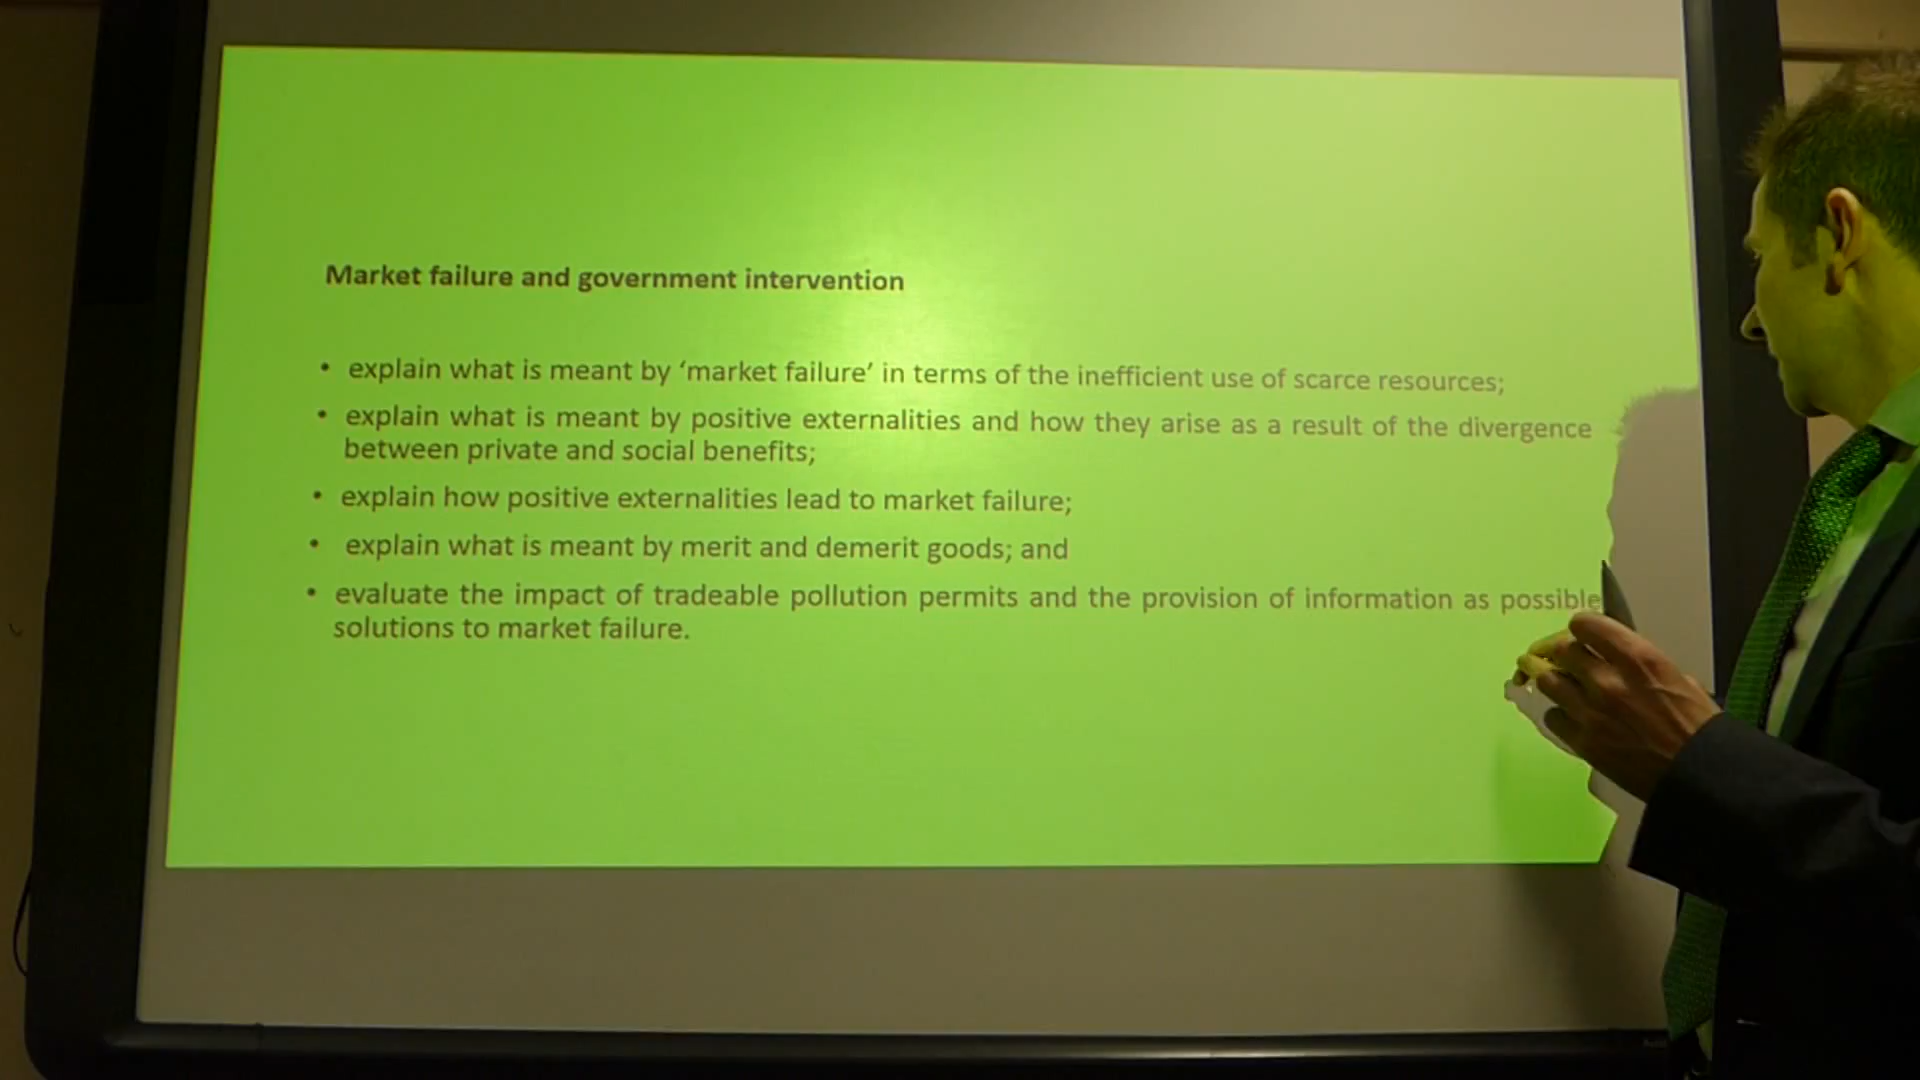 Market failure and government intervention
• explain what is meant by ‘market failure’ in terms of the inefficient use of scarce resources;
• explain what is meant by positive externalities and how they arise as a result of the divergence
between private and social benefits;
• explain how positive externalities lead to market failure;
• explain what is meant by merit and demerit goods; and
• evaluate the impact of tradeable pollution permits and the provision of information as possible
solutions to market failure.